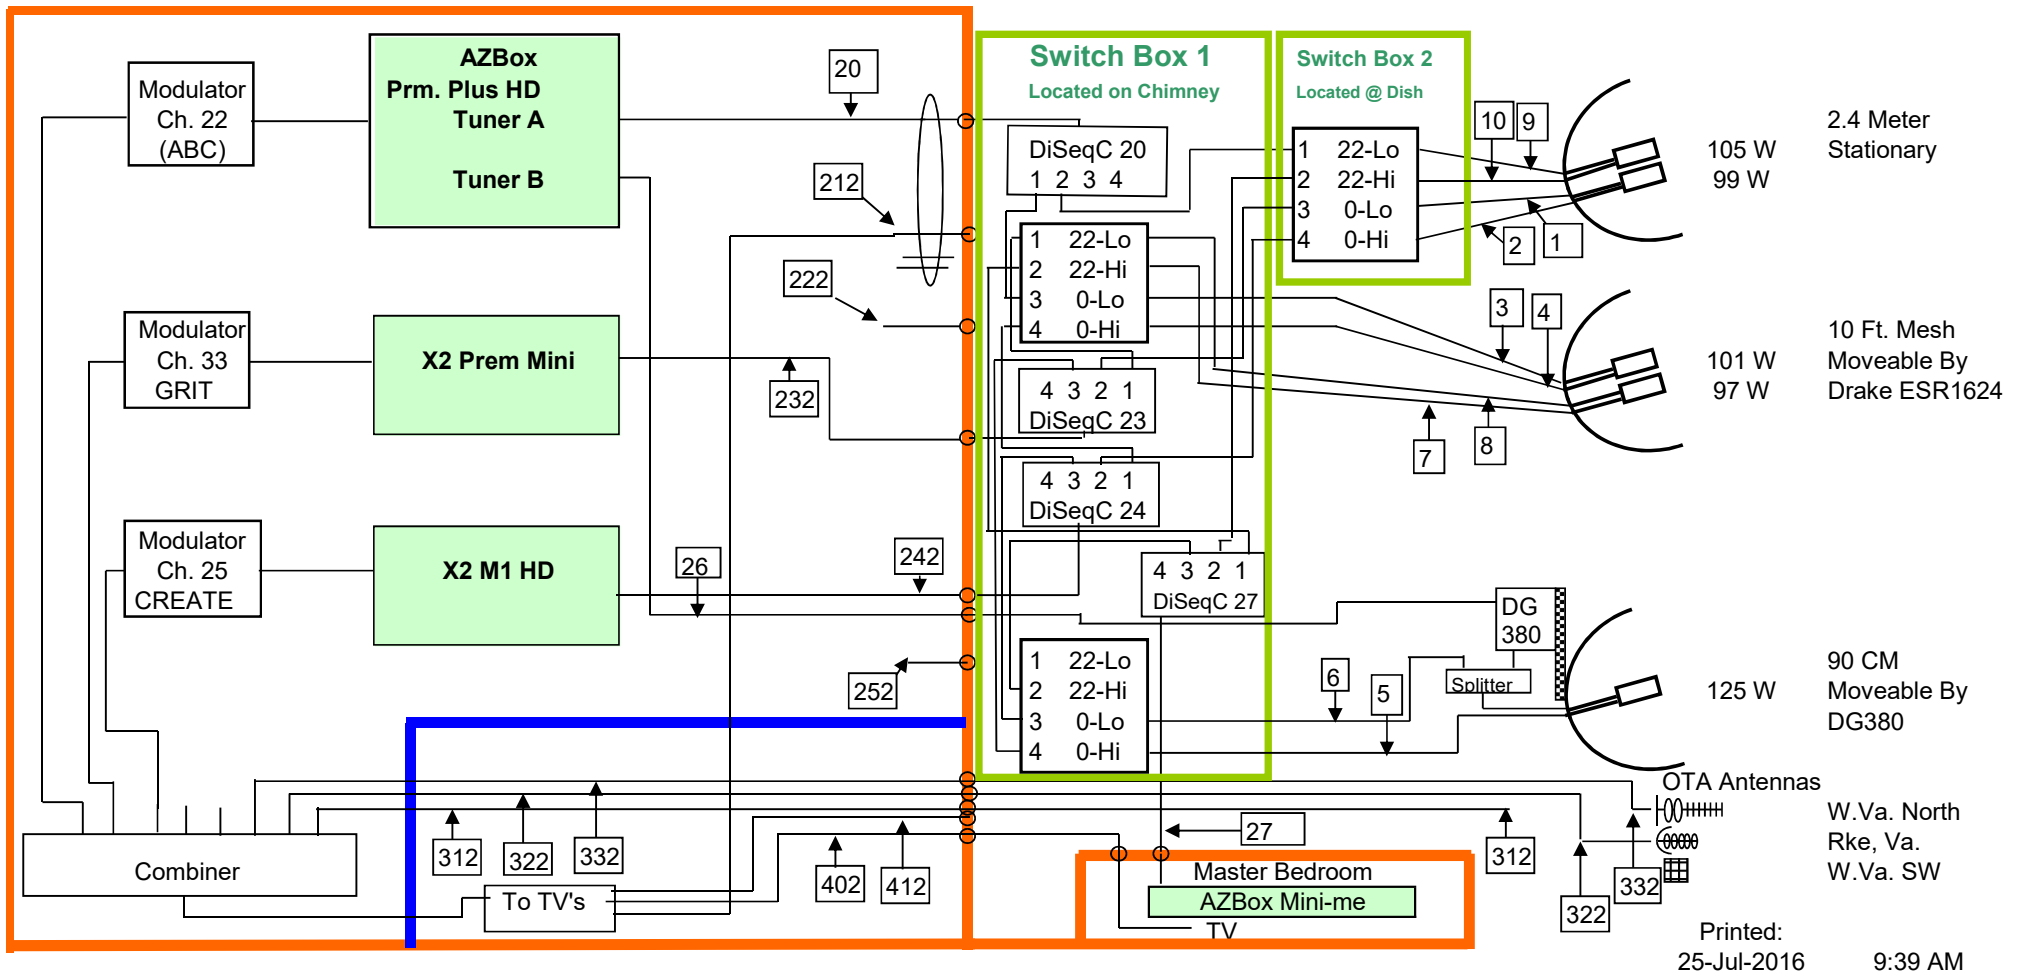 AZBox
Prm. Plus HD
Tuner A
Tuner B
Modulator
Ch. 22
(ABC)
20
212
222
Modulator
Ch. 33
GRIT
X2 Prem Mini
232
Modulator
Ch. 25
CREATE
X2 M1 HD
26
242
252
Combiner
312
322
332
To TV's
402
412
Switch Box 1
Located on Chimney
DiSeqC 20
1 2 3 4
1 22-Lo
2 22-Hi
3 0-Lo
4 0-Hi
4 3 2 1
DiSeqC 23
4 3 2 1
DiSeqC 24
4 3 2 1
DiSeqC 27
1 22-Lo
2 22-Hi
3 0-Lo
4 0-Hi
Switch Box 2
Located @ Dish
1 22-Lo
2 22-Hi
3 0-Lo
4 0-Hi
10
9
2
1
105 W
99 W
2.4 Meter
Stationary
3
4
7
8
101 W
97 W
10 Ft. Mesh
Moveable By
Drake ESR1624
DG
380
Splitter
6
5
125 W
90 CM
Moveable By
DG380
OTA Antennas
W.Va. North
Rke, Va.
W.Va. SW
27
312
322
332
Master Bedroom
AZBox Mini-me
TV
Printed:
25-Jul-2016 9:39 AM